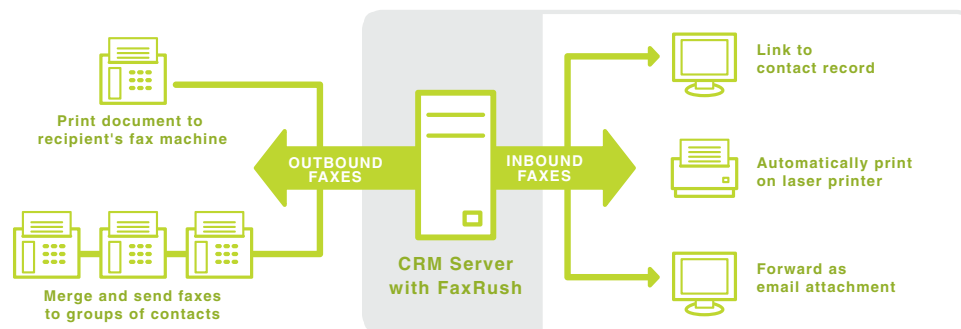 Print document to
recipient's fax machine
Merge and send faxes
to groups of contacts
OUTBOUND
FAXES
CRM Server
with FaxRush
INBOUND
FAXES
Link to
contact record
Automatically print
on laser printer
Forward as
email attachment